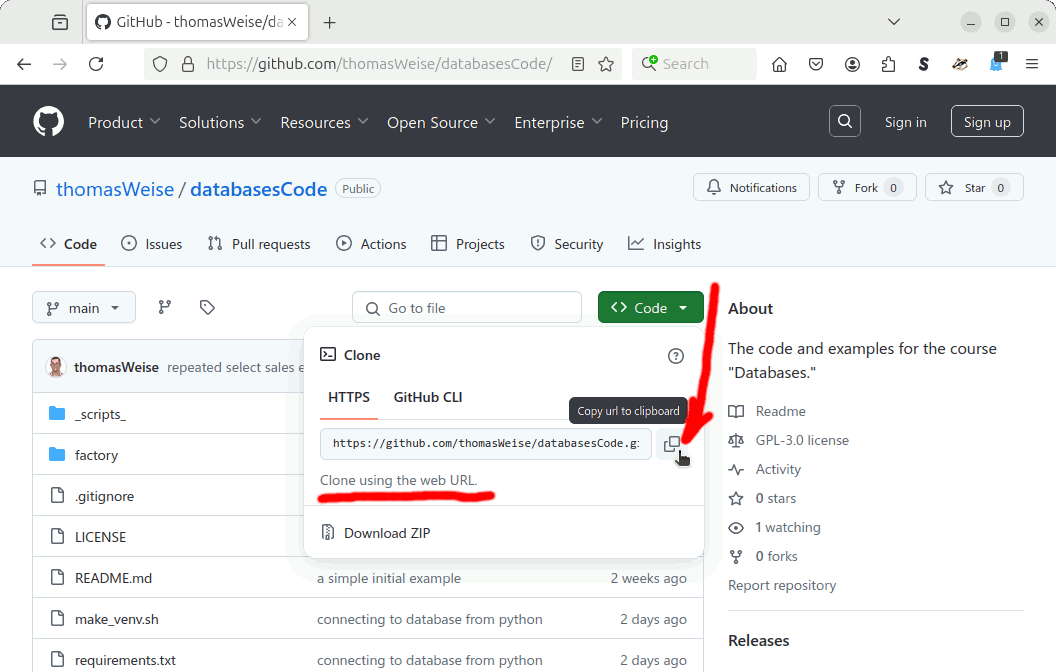 GitHub - thomasWeise/da
https://github.com/thomasWeise/databasesCode/
Search
1
Product
Solutions
Resources
Open Source
Enterprise
Pricing
Sign in
Sign up
thomasWeise / databasesCode
Public
Notifications
Fork 0
Star 0
Code
Issues
Pull requests
Actions
Projects
Security
Insights
main
Go to file
Code
thomasWeise repeated select sales e
_scripts_
factory
.gitignore
LICENSE
README.md a simple initial example 2 weeks ago
make_venv.sh connecting to database from python 2 days ago
requirements.txt connecting to database from python 2 days ago
Clone
HTTPS
GitHub CLI
Copy url to clipboard
https://github.com/thomasWeise/databasesCode.gi
Clone using the web URL.
Download ZIP
About
The code and examples for the course
"Databases."
Readme
GPL-3.0 license
Activity
0 stars
1 watching
0 forks
Report repository
Releases